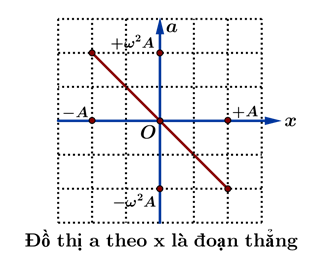 a
+ω²A
−A
+A
x
O
−ω²A
Đồ thị a theo x là đoạn thẳng